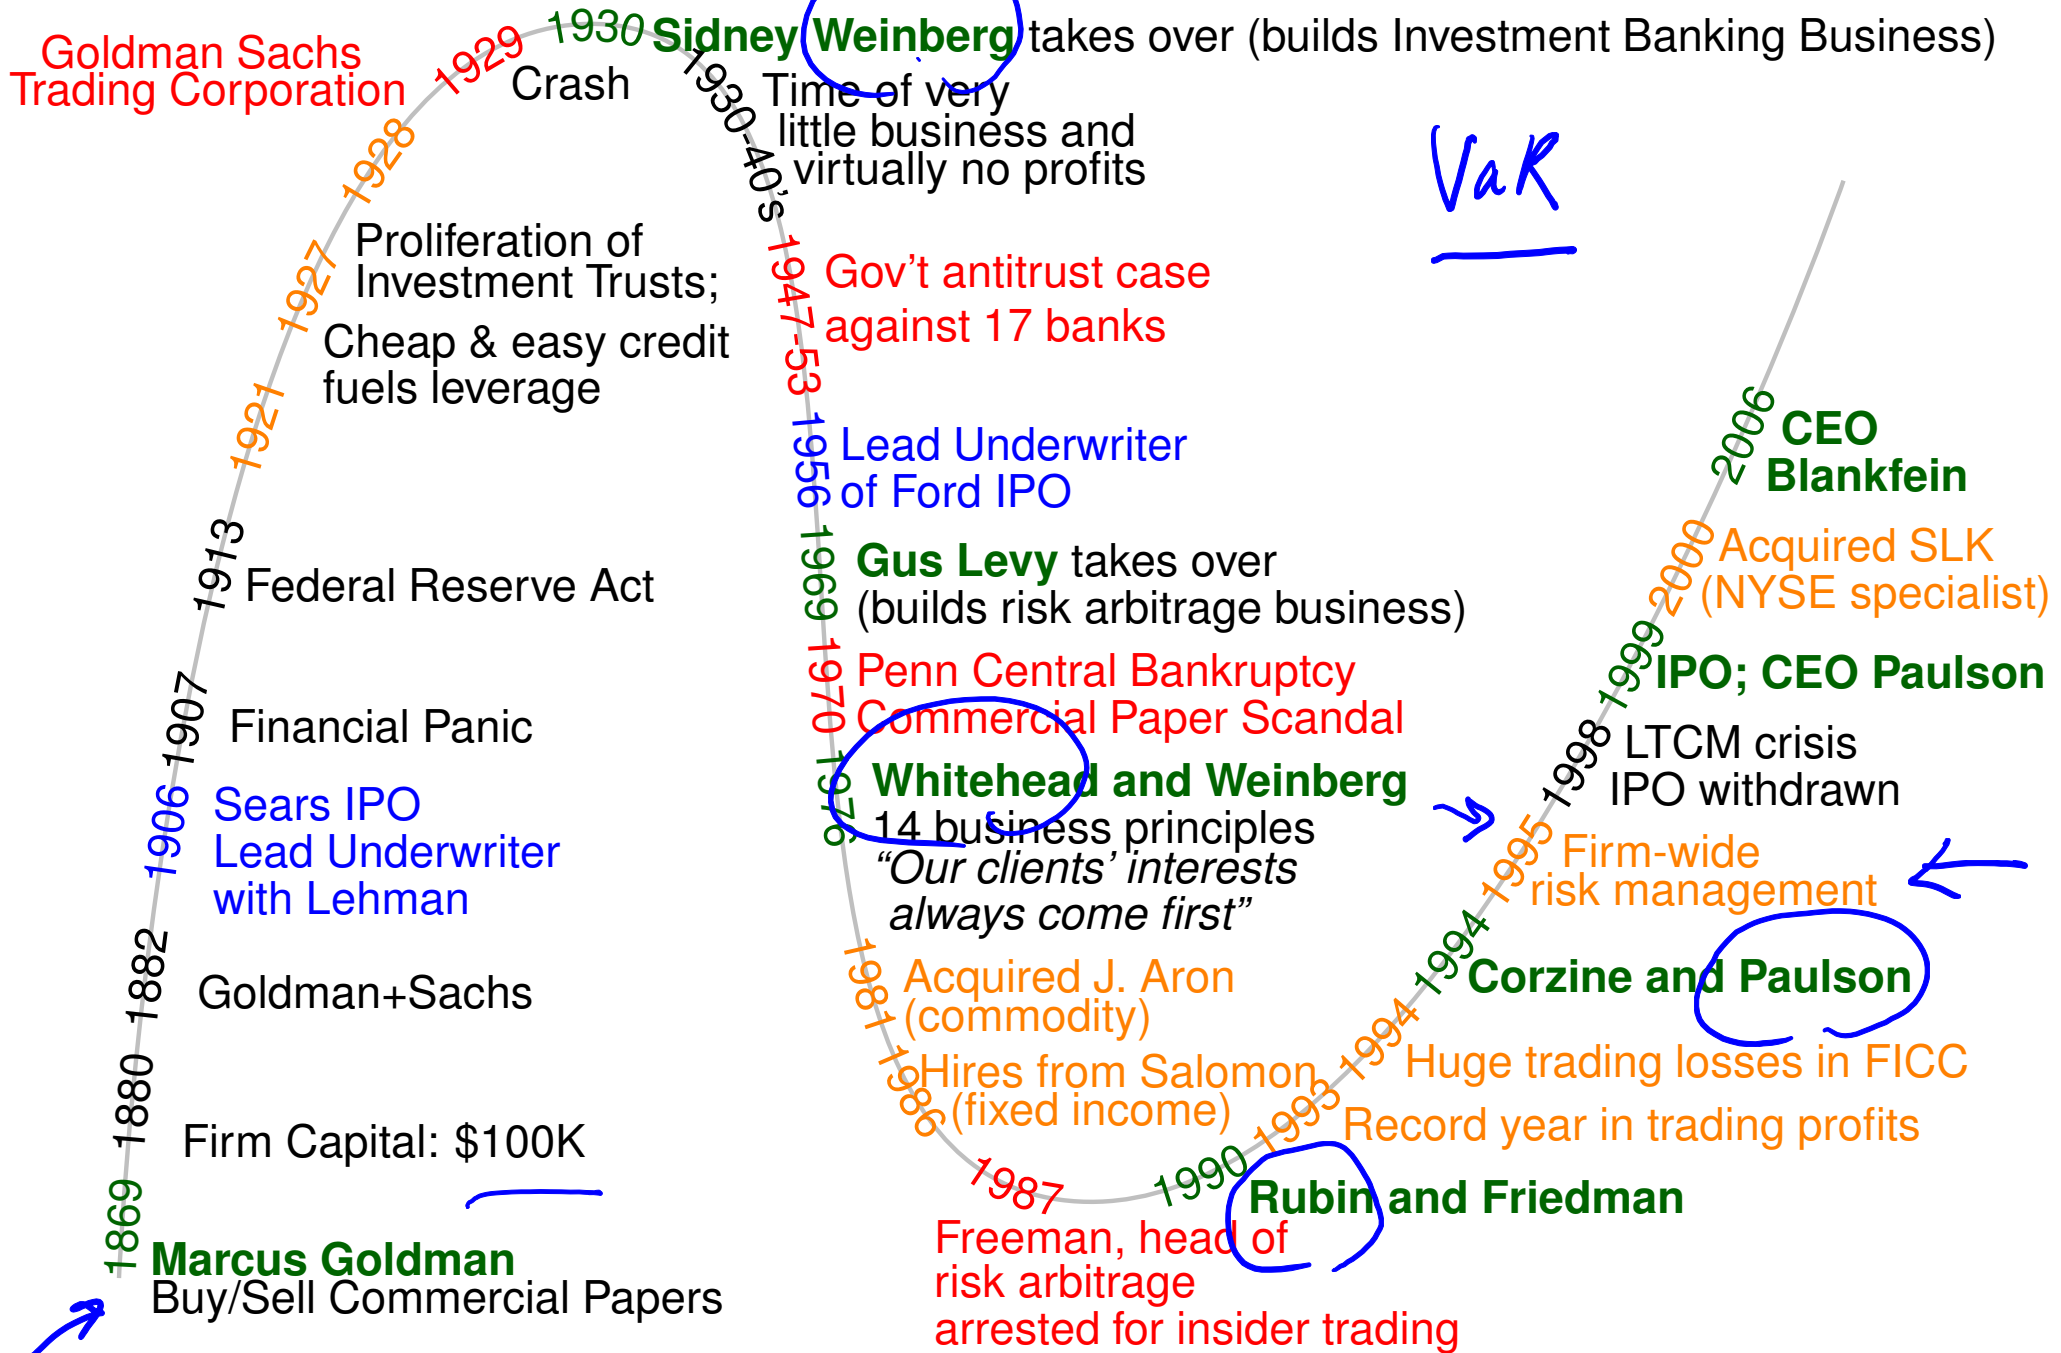 1869
Marcus Goldman
Buy/Sell Commercial Papers
1880
Firm Capital: $100K
1882
Goldman+Sachs
1906
Sears IPO
Lead Underwriter
with Lehman
1907
Financial Panic
1913
Federal Reserve Act
1921
1927
Proliferation of
Investment Trusts;
Cheap & easy credit
fuels leverage
1928
Goldman Sachs
Trading Corporation
1929
Crash
1930
Sidney Weinberg takes over (builds Investment Banking Business)
1930-40's
Time of very
little business and
virtually no profits
1947-53
Gov't antitrust case
against 17 banks
1956
Lead Underwriter
of Ford IPO
1969
Gus Levy takes over
(builds risk arbitrage business)
1970
Penn Central Bankruptcy
Commercial Paper Scandal
1976
Whitehead and Weinberg
14 business principles
“Our clients’ interests
always come first”
1981
Acquired J. Aron
(commodity)
1986
Hires from Salomon
(fixed income)
1987
Freeman, head of
risk arbitrage
arrested for insider trading
1990
Rubin and Friedman
1993
Record year in trading profits
1994
Huge trading losses in FICC
1994
Corzine and Paulson
1995
Firm-wide
risk management
1998
LTCM crisis
IPO withdrawn
1999
IPO; CEO Paulson
2000
Acquired SLK
(NYSE specialist)
2006
CEO
Blankfein
VaR